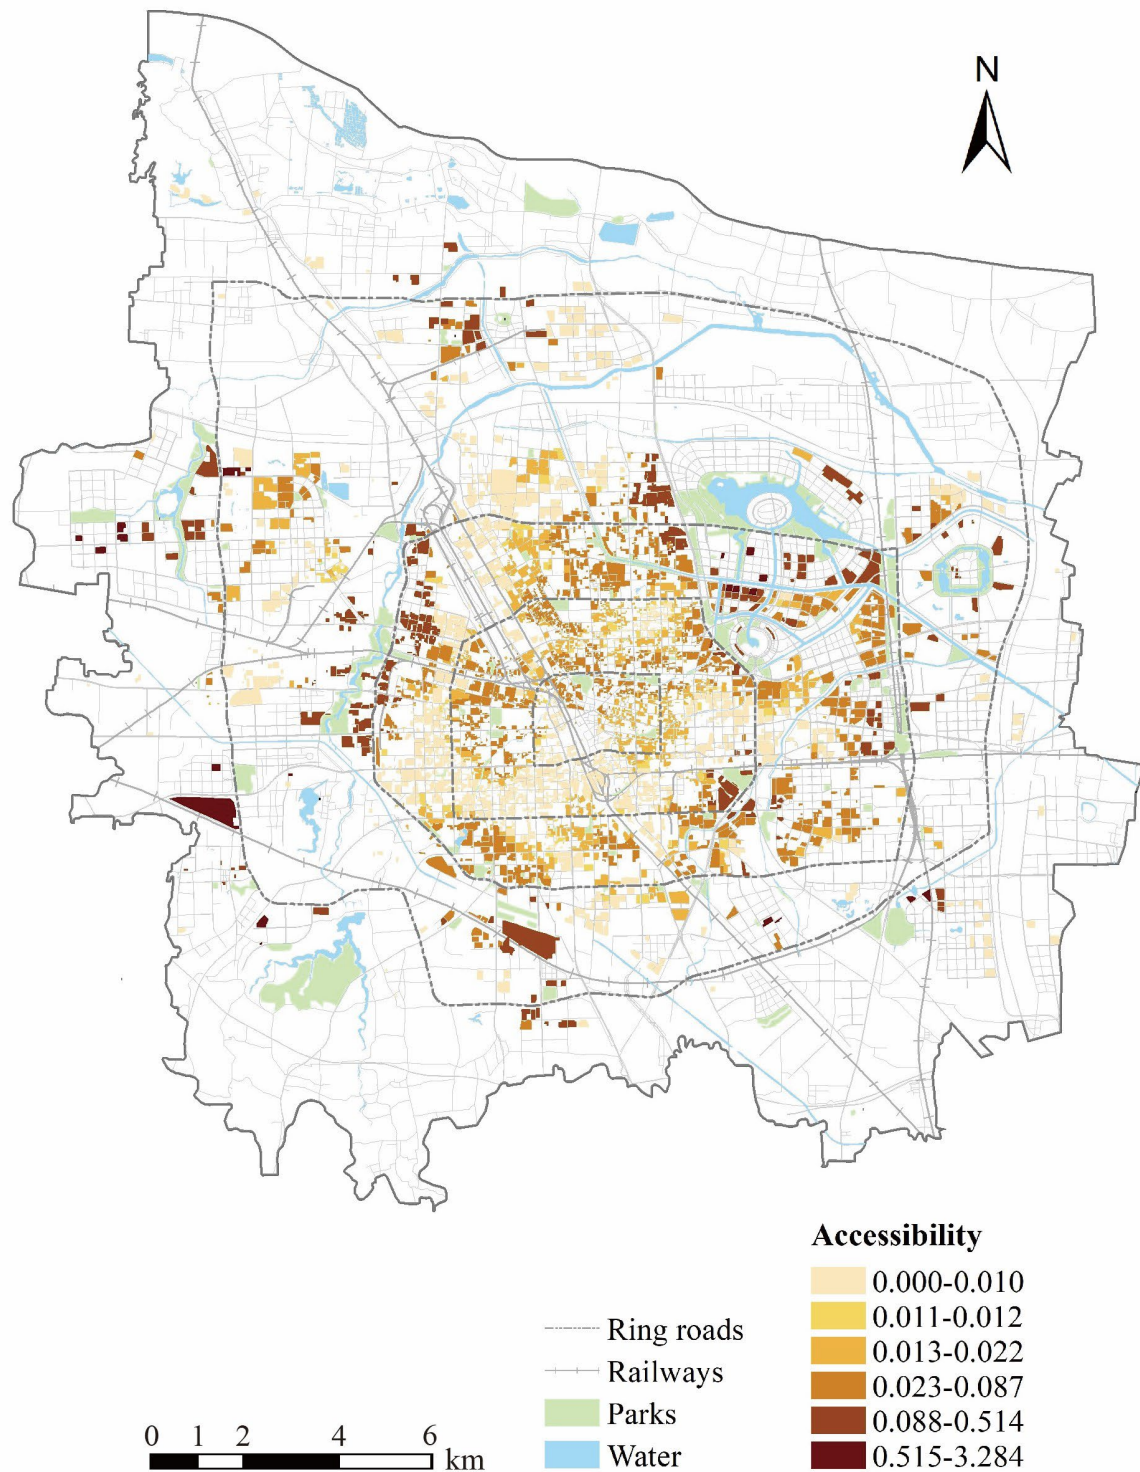 N
Accessibility
0.000-0.010
0.011-0.012
Ring roads
0.013-0.022
Railways
0.023-0.087
Parks
0.088-0.514
Water
0.515-3.284
0 1 2 4 6
km